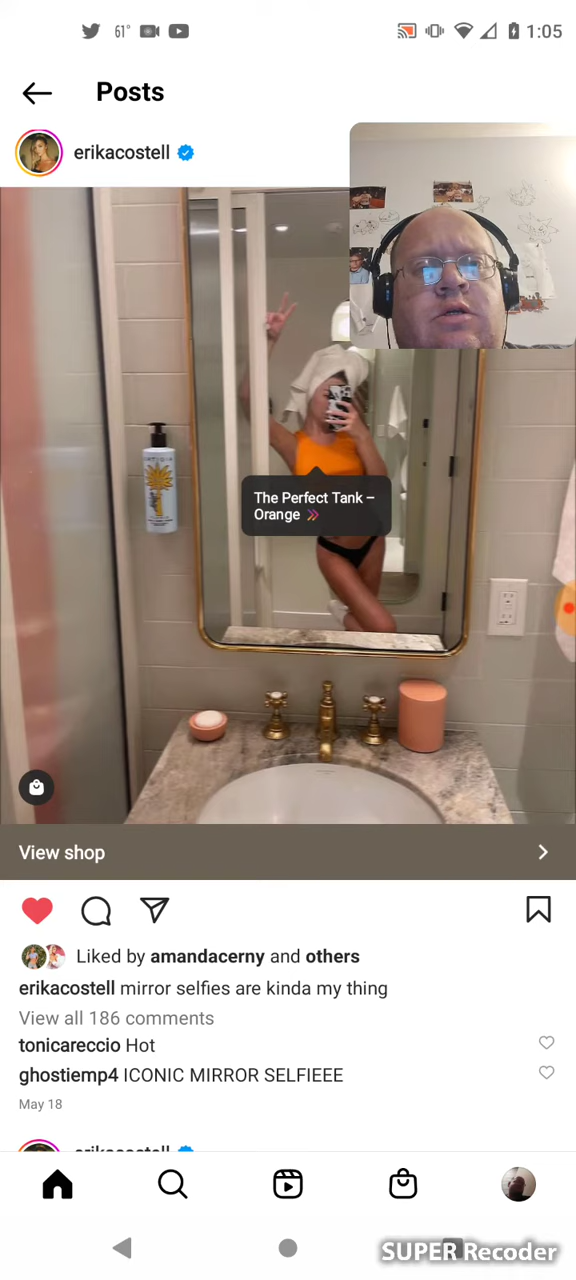 61°
1:05
Posts
erikacostell
The Perfect Tank –
Orange
View shop
Liked by amandacerny and others
erikacostell mirror selfies are kinda my thing
View all 186 comments
tonicareccio Hot
ghostiemp4 ICONIC MIRROR SELFIEEE
May 18
erikacostell
SUPER Recoder